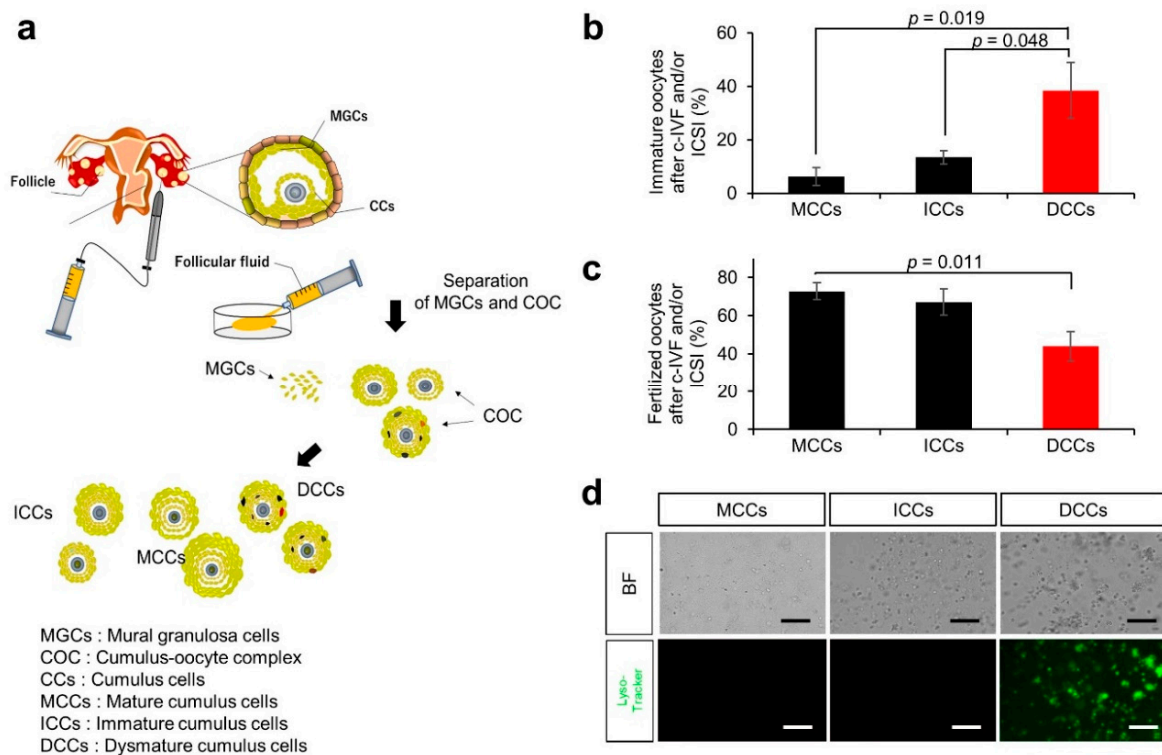 a
MGCs
Follicle
CCs
Follicular fluid
Separation
of MGCs and COC
MGCs
COC
DCCs
ICCs
MCCs
MGCs : Mural granulosa cells
COC : Cumulus-oocyte complex
CCs : Cumulus cells
MCCs : Mature cumulus cells
ICCs : Immature cumulus cells
DCCs : Dysmature cumulus cells
b
Immature oocytes
after c-IVF and/or
ICSI (%)
60
40
20
0
p = 0.019
p = 0.048
MCCs
ICCs
DCCs
c
Fertilized oocytes
after c-IVF and/or
ICSI (%)
80
60
40
20
0
p = 0.011
MCCs
ICCs
DCCs
d
MCCs
ICCs
DCCs
BF
Lyso-
Tracker